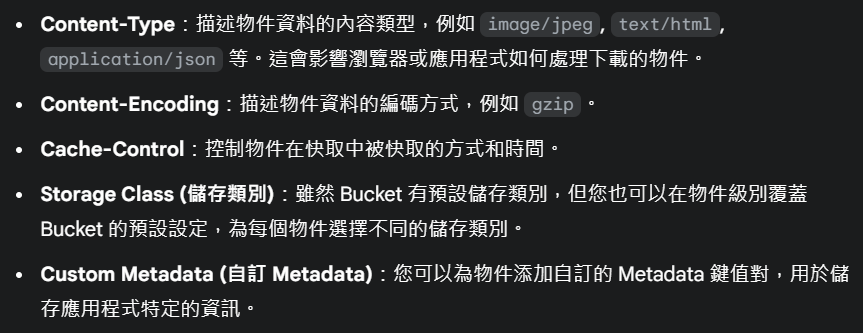 • Content-Type：描述物件資料的內容類型，例如 image/jpeg, text/html,
application/json 等。這會影響瀏覽器或應用程式如何處理下載的物件。
• Content-Encoding：描述物件資料的編碼方式，例如 gzip。
• Cache-Control：控制物件在快取中被快取的方式和時間。
• Storage Class (儲存類別)：雖然 Bucket 有預設儲存類別，但您也可以在物件級別覆蓋
Bucket 的預設設定，為每個物件選擇不同的儲存類別。
• Custom Metadata (自訂 Metadata)：您可以為物件添加自訂的 Metadata 鍵值對，用於儲
存應用程式特定的資訊。